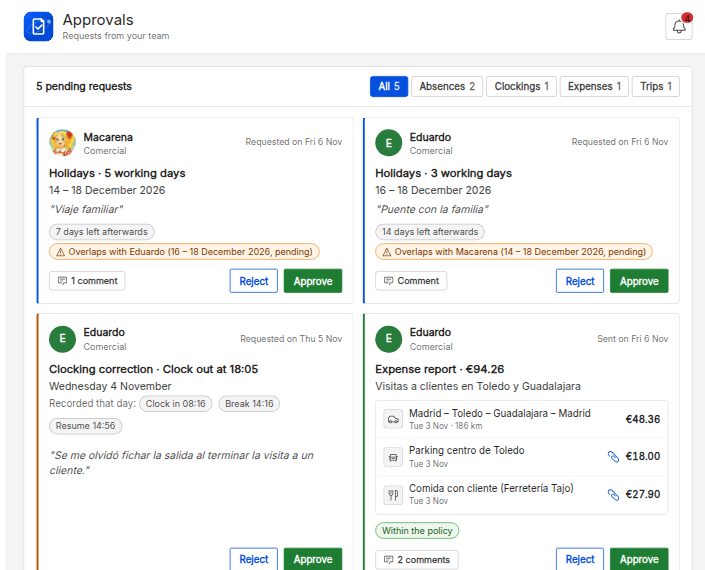 Approvals
Requests from your team
4
5 pending requests
All 5
Absences 2
Clockings 1
Expenses 1
Trips 1
Macarena
Comercial
Requested on Fri 6 Nov
Holidays · 5 working days
14 – 18 December 2026
"Viaje familiar"
7 days left afterwards
Overlaps with Eduardo (16 – 18 December 2026, pending)
1 comment
Reject
Approve
E
Eduardo
Comercial
Requested on Fri 6 Nov
Holidays · 3 working days
16 – 18 December 2026
"Puente con la familia"
14 days left afterwards
Overlaps with Macarena (14 – 18 December 2026, pending)
Comment
Reject
Approve
E
Eduardo
Comercial
Requested on Thu 5 Nov
Clocking correction · Clock out at 18:05
Wednesday 4 November
Recorded that day: Clock in 08:16 Break 14:16
Resume 14:56
"Se me olvidó fichar la salida al terminar la visita a un
cliente."
Reject
Approve
E
Eduardo
Comercial
Sent on Fri 6 Nov
Expense report · €94.26
Visitas a clientes en Toledo y Guadalajara
Madrid – Toledo – Guadalajara – Madrid
Tue 3 Nov · 186 km
€48.36
Parking centro de Toledo
Tue 3 Nov
€18.00
Comida con cliente (Ferretería Tajo)
Tue 3 Nov
€27.90
Within the policy
2 comments
Reject
Approve